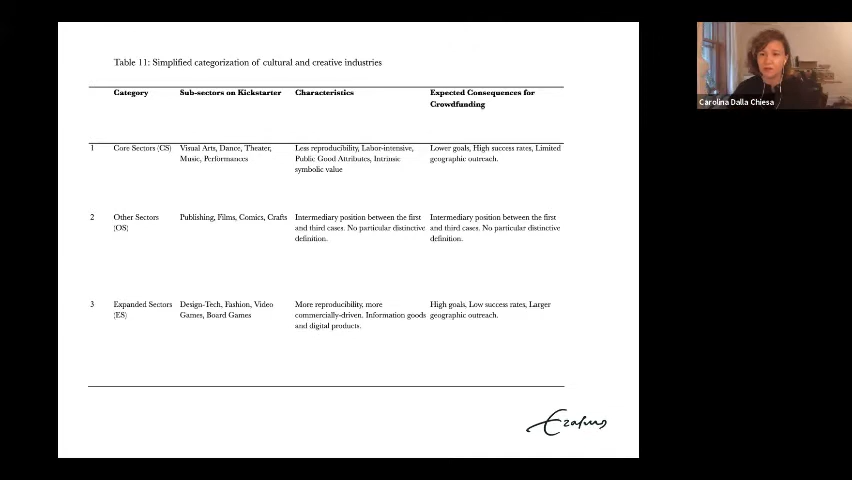 Table 11: Simplified categorization of cultural and creative industries
Category Sub-sectors on Kickstarter Characteristics Expected Consequences for
Crowdfunding
1 Core Sectors (CS) Visual Arts, Dance, Theater, Less reproducibility, Labor-intensive, Lower goals, High success rates, Limited
Music, Performances Public Good Attributes, Intrinsic geographic outreach.
symbolic value
2 Other Sectors Publishing, Films, Comics, Crafts Intermediary position between the first Intermediary position between the first
(OS) and third cases. No particular distinctive and third cases. No particular distinctive
definition. definition.
3 Expanded Sectors Design-Tech, Fashion, Video More reproducibility, more High goals, Low success rates, Larger
(ES) Games, Board Games commercially-driven. Information goods geographic outreach.
and digital products.
Erasmus
Carolina Dalla Chiesa